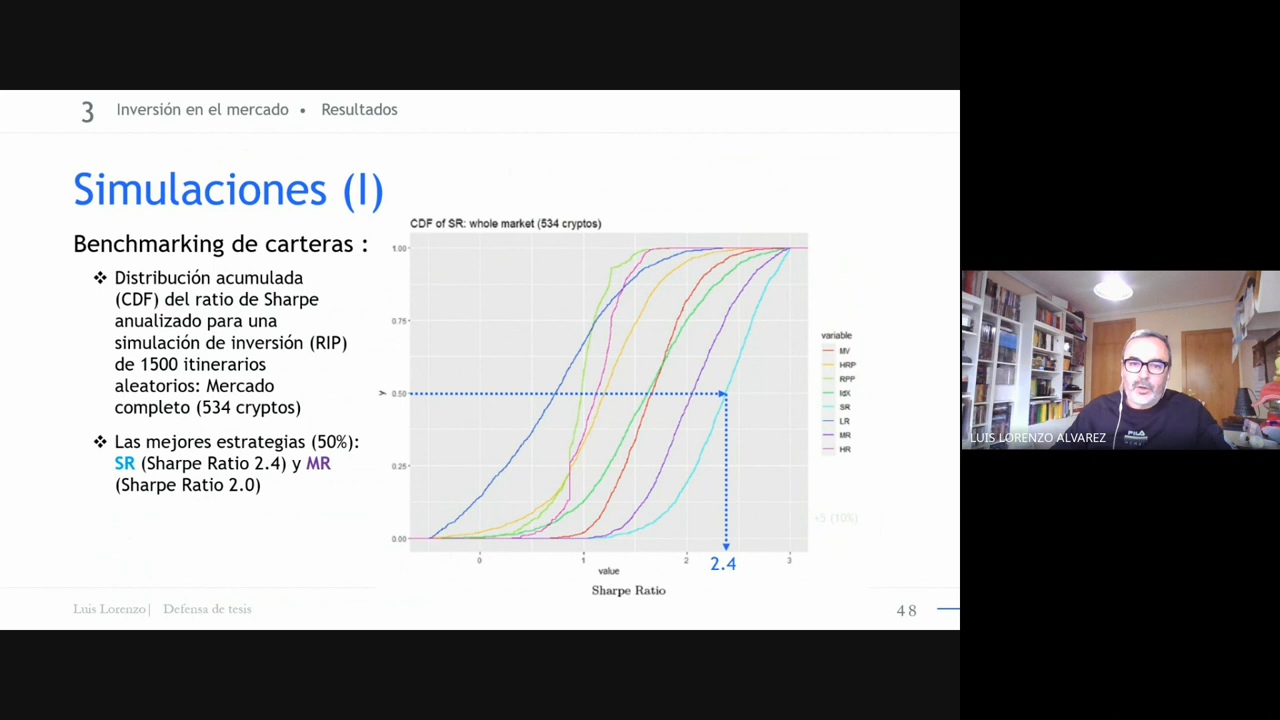 3 Inversión en el mercado • Resultados
Simulaciones (I)
Benchmarking de carteras :
❖ Distribución acumulada
(CDF) del ratio de Sharpe
anualizado para una
simulación de inversión (RIP)
de 1500 itinerarios
aleatorios: Mercado
completo (534 cryptos)
❖ Las mejores estrategias (50%):
SR (Sharpe Ratio 2.4) y MR
(Sharpe Ratio 2.0)
CDF of SR: whole market (534 cryptos)
1.00
0.75
y 0.50
0.25
0.00
0 1 2 3
value
2.4
Sharpe Ratio
variable
MV
HRP
RPP
IdX
SR
LR
MR
HR
+5 (10%)
Luis Lorenzo| Defensa de tesis
48
LUIS LORENZO ALVAREZ
FILA